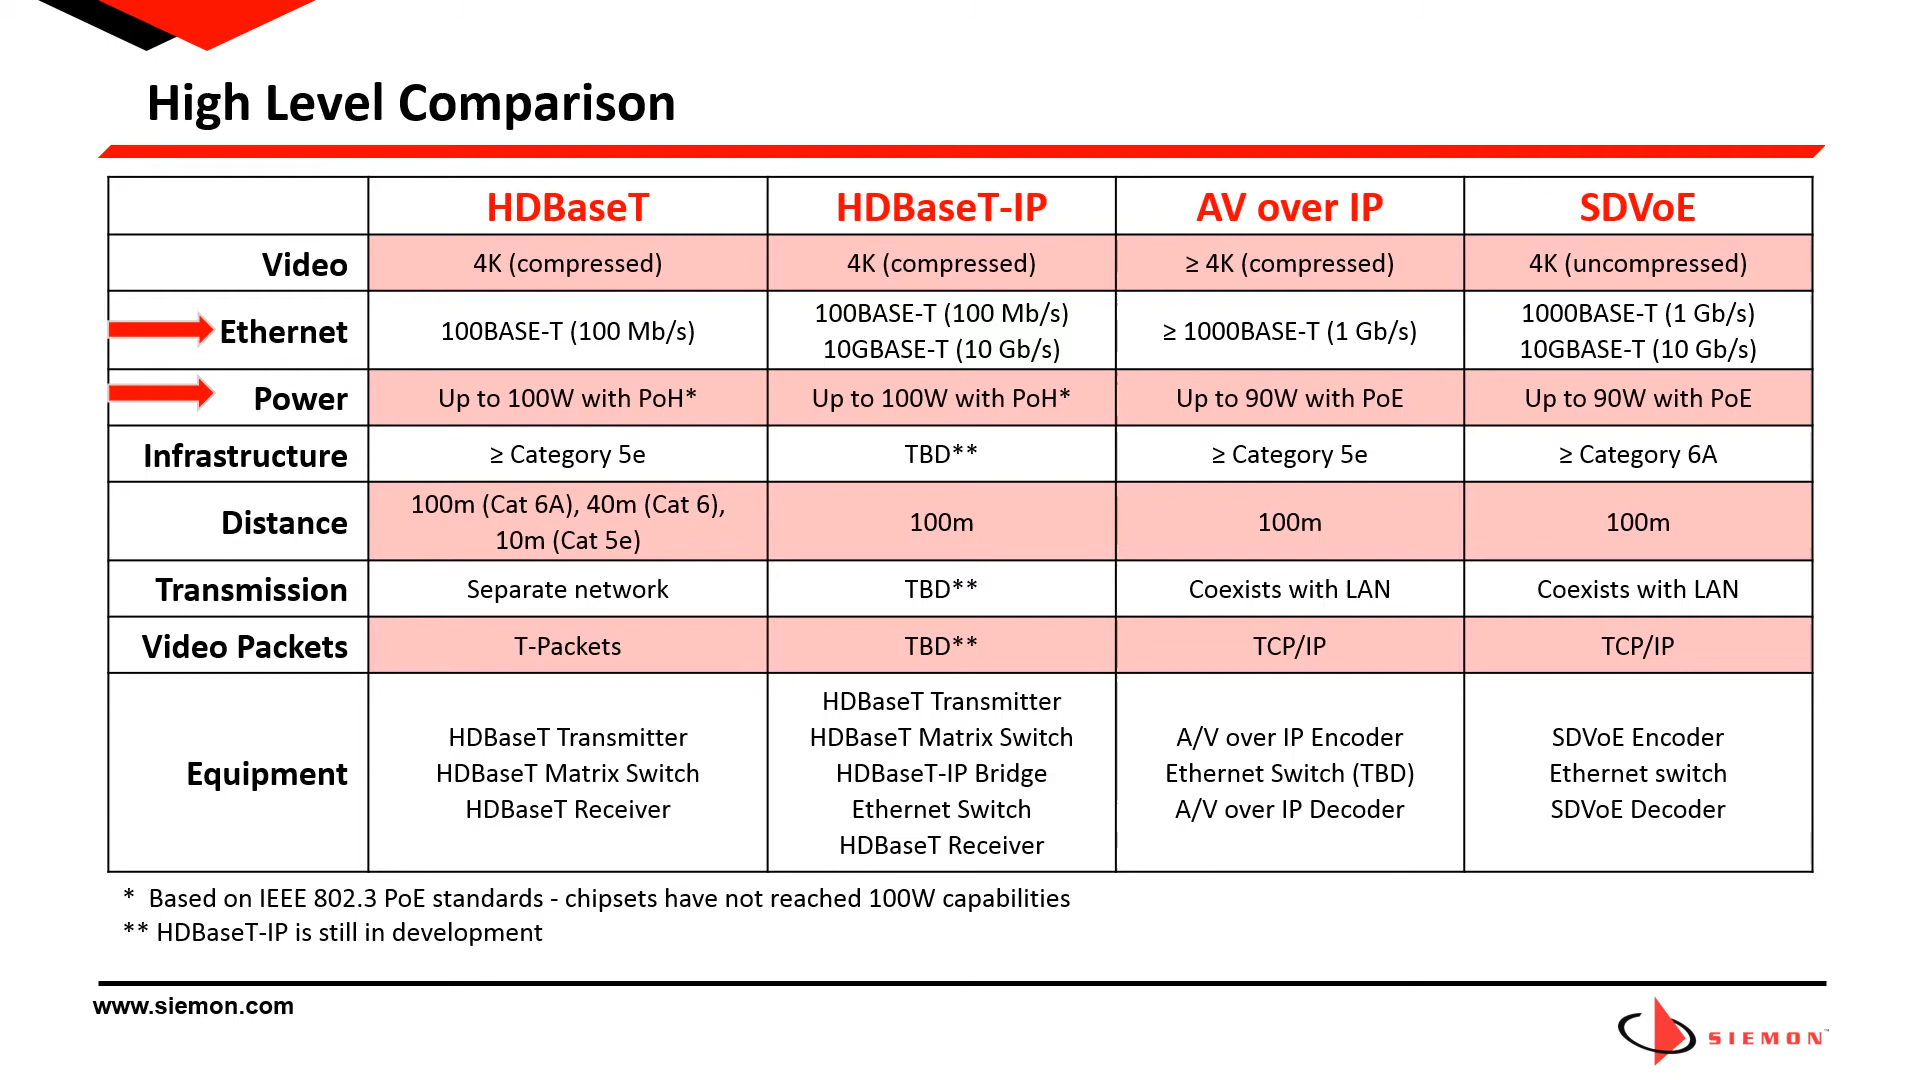 High Level Comparison
HDBaseT HDBaseT-IP AV over IP SDVoE
Video 4K (compressed) 4K (compressed) ≥ 4K (compressed) 4K (uncompressed)
Ethernet 100BASE-T (100 Mb/s) 100BASE-T (100 Mb/s) 10GBASE-T (10 Gb/s) ≥ 1000BASE-T (1 Gb/s) 1000BASE-T (1 Gb/s) 10GBASE-T (10 Gb/s)
Power Up to 100W with PoH* Up to 100W with PoH* Up to 90W with PoE Up to 90W with PoE
Infrastructure ≥ Category 5e TBD** ≥ Category 5e ≥ Category 6A
Distance 100m (Cat 6A), 40m (Cat 6), 10m (Cat 5e) 100m 100m 100m
Transmission Separate network TBD** Coexists with LAN Coexists with LAN
Video Packets T-Packets TBD** TCP/IP TCP/IP
Equipment
HDBaseT Transmitter
HDBaseT Matrix Switch
HDBaseT Receiver
HDBaseT Transmitter
HDBaseT Matrix Switch
HDBaseT-IP Bridge
Ethernet Switch
HDBaseT Receiver
A/V over IP Encoder
Ethernet Switch (TBD)
A/V over IP Decoder
SDVoE Encoder
Ethernet switch
SDVoE Decoder
* Based on IEEE 802.3 PoE standards - chipsets have not reached 100W capabilities
** HDBaseT-IP is still in development
www.siemon.com
SIEMON™